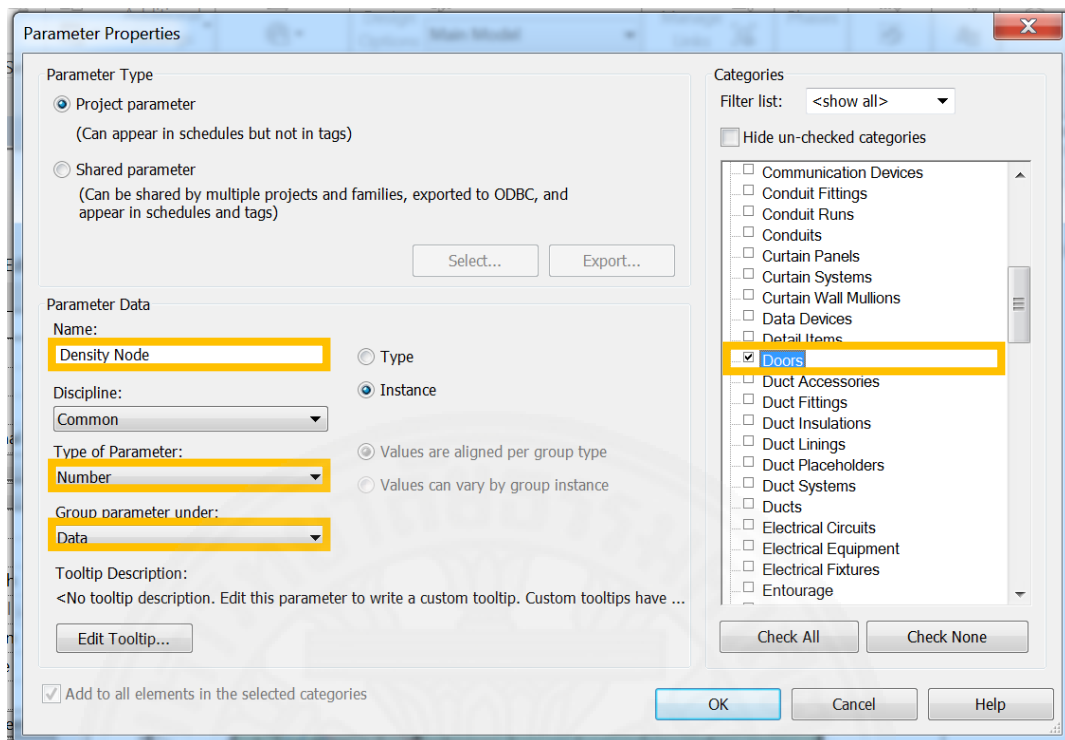 Design
Manage
Phases
Options
Main Model
Links
Parameter Properties
Parameter Type
Project parameter
(Can appear in schedules but not in tags)
Shared parameter
(Can be shared by multiple projects and families, exported to ODBC, and
appear in schedules and tags)
Select...
Export...
Parameter Data
Name:
Density Node
Discipline:
Common
Type of Parameter:
Number
Group parameter under:
Data
Type
Instance
Values are aligned per group type
Values can vary by group instance
Tooltip Description:
<No tooltip description. Edit this parameter to write a custom tooltip. Custom tooltips have ...
Edit Tooltip...
Add to all elements in the selected categories
Categories
Filter list:
<show all>
Hide un-checked categories
Communication Devices
Conduit Fittings
Conduit Runs
Conduits
Curtain Panels
Curtain Systems
Curtain Wall Mullions
Data Devices
Detail Items
Doors
Duct Accessories
Duct Fittings
Duct Insulations
Duct Linings
Duct Placeholders
Duct Systems
Ducts
Electrical Circuits
Electrical Equipment
Electrical Fixtures
Entourage
Check All
Check None
OK
Cancel
Help